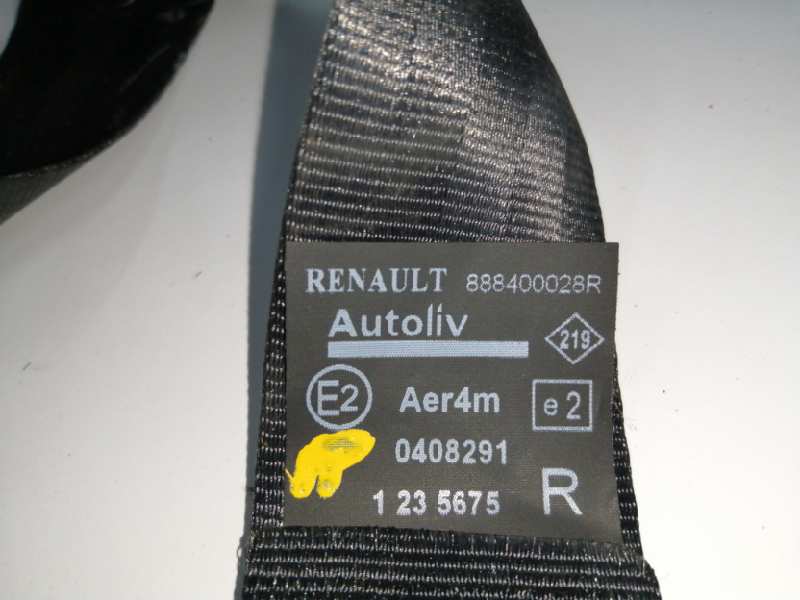 RENAULT 888400028R
Autoliv
219
E2 Aer4m e2
0408291
1 23 5675 R